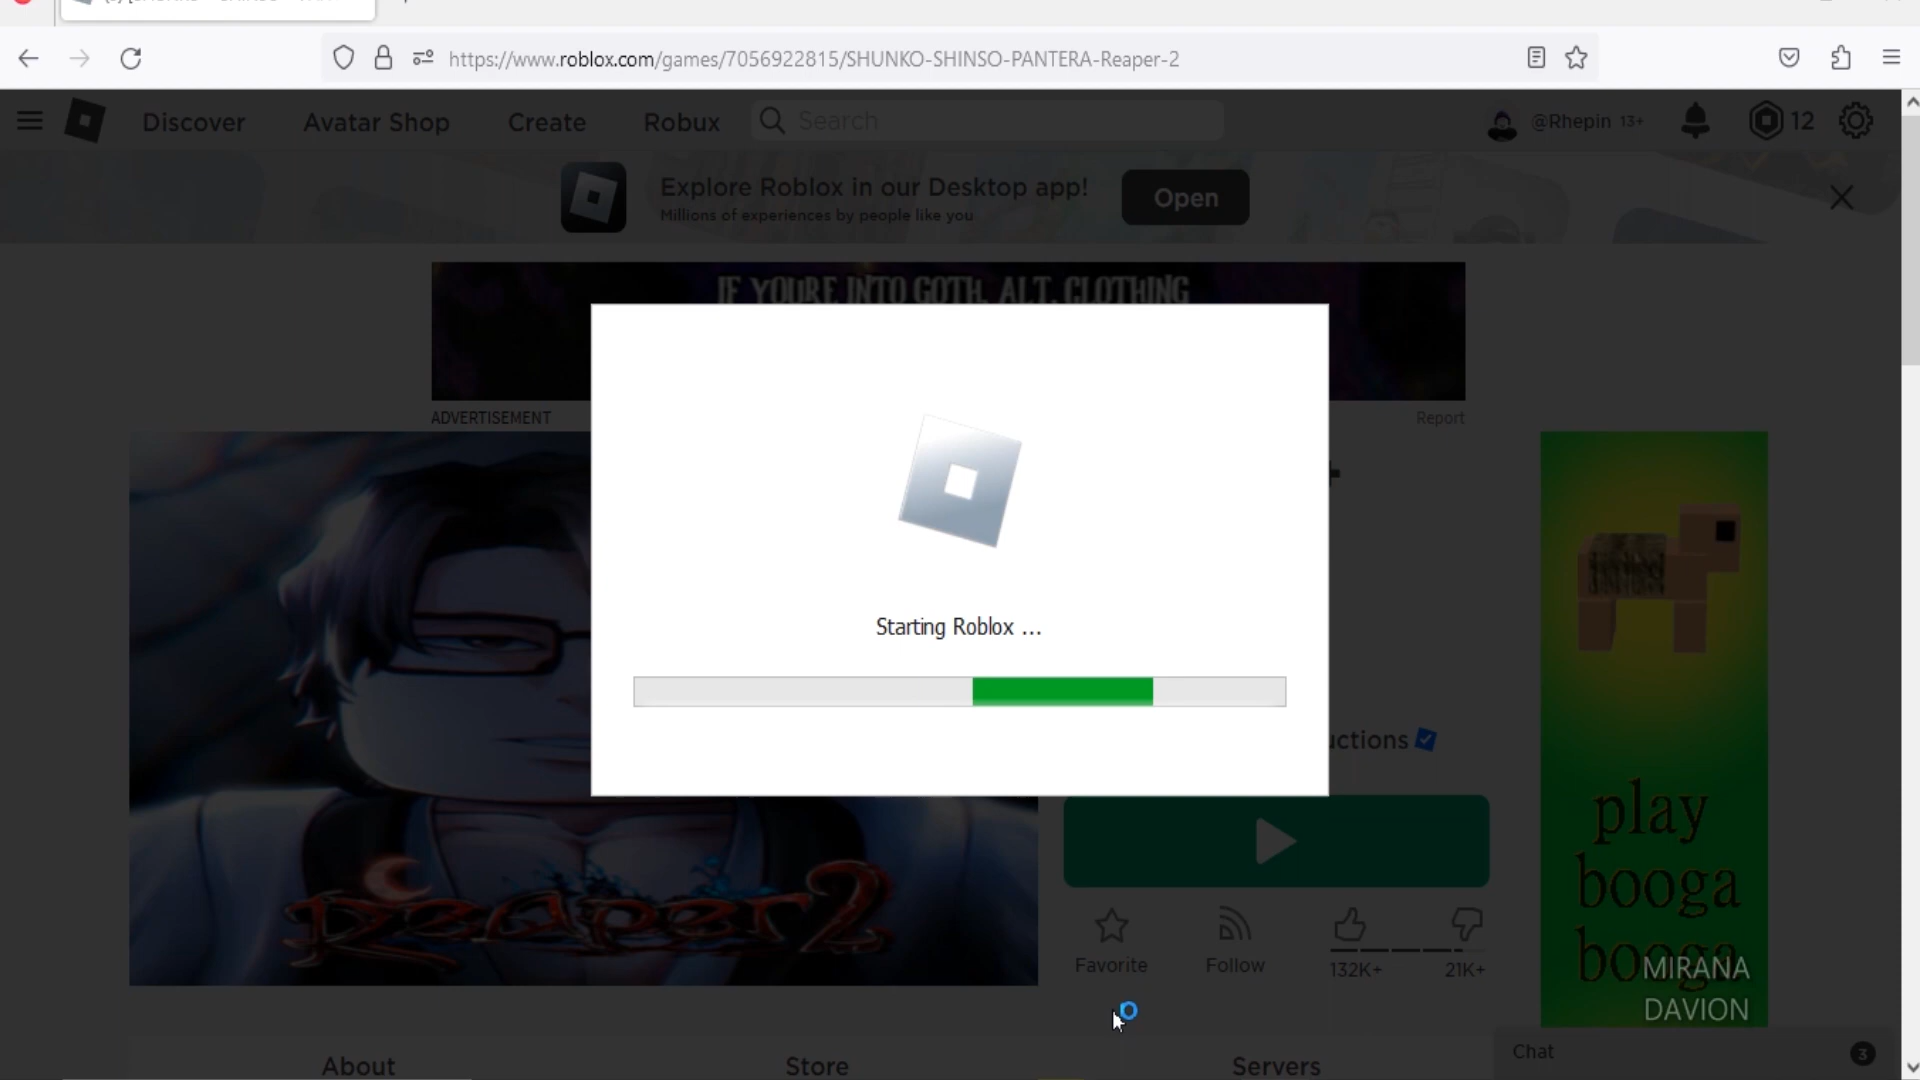 https://www.roblox.com/games/7056922815/SHUNKO-SHINSO-PANTERA-Reaper-2
Discover
Avatar Shop
Create
Robux
Search
@Rhepin 13+
12
Explore Roblox in our Desktop app!
Millions of experiences by people like you
Open
IF YOURE INTO GOTH, ALT, CLOTHING
ADVERTISEMENT
Report
Starting Roblox ...
uctions
Reaper2
Favorite
Follow
132K+
21K+
play
booga
booga
MIRANA
DAVION
About
Store
Servers
Chat
3